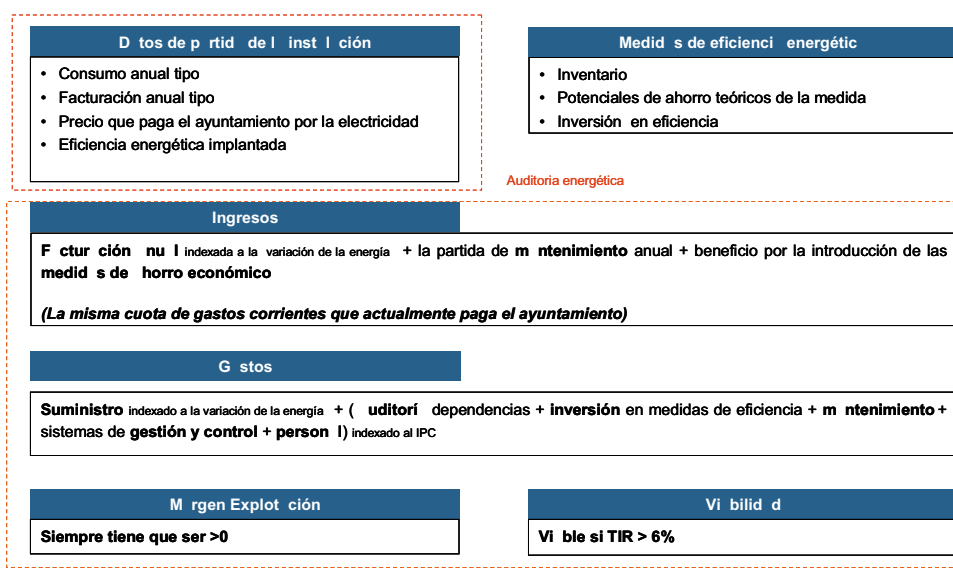 D tos de p rtid de l inst l ción
• Consumo anual tipo
• Facturación anual tipo
• Precio que paga el ayuntamiento por la electricidad
• Eficiencia energética implantada
Medid s de eficienci energétic
• Inventario
• Potenciales de ahorro teóricos de la medida
• Inversión en eficiencia
Auditoria energética
Ingresos
F ctur ción nu l indexada a la variación de la energía + la partida de m ntenimiento anual + beneficio por la introducción de las
medid s de horro económico
(La misma cuota de gastos corrientes que actualmente paga el ayuntamiento)
G stos
Suministro indexado a la variación de la energía + ( uditorí dependencias + inversión en medidas de eficiencia + m ntenimiento +
sistemas de gestión y control + person l) indexado al IPC
M rgen Explot ción
Siempre tiene que ser >0
Vi bilid d
Vi ble si TIR > 6%